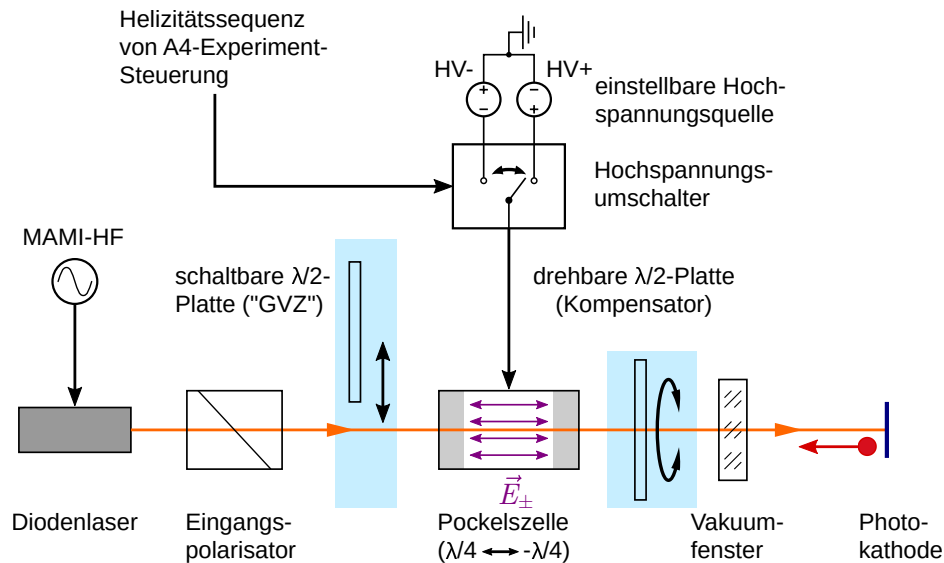 Helizitätssequenz
von A4-Experiment-
Steuerung
HV-
HV+
+
−
−
+
einstellbare Hoch-
spannungsquelle
Hochspannungs-
umschalter
MAMI-HF
schaltbare λ/2-
Platte ("GVZ")
drehbare λ/2-Platte
(Kompensator)
E±
Diodenlaser
Eingangs-
polarisator
Pockelszelle
(λ/4 ↔ -λ/4)
Vakuum-
fenster
Photo-
kathode